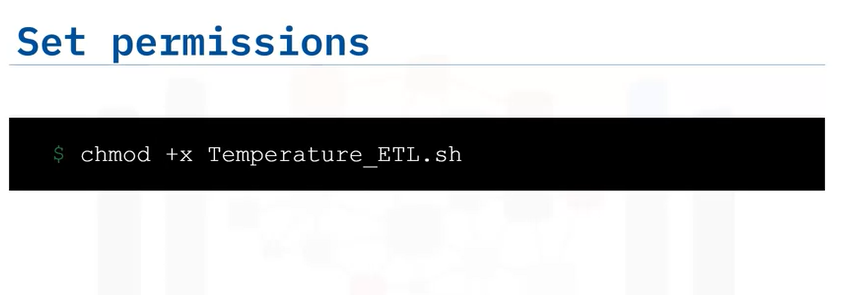 Set permissions
$ chmod +x Temperature_ETL.sh